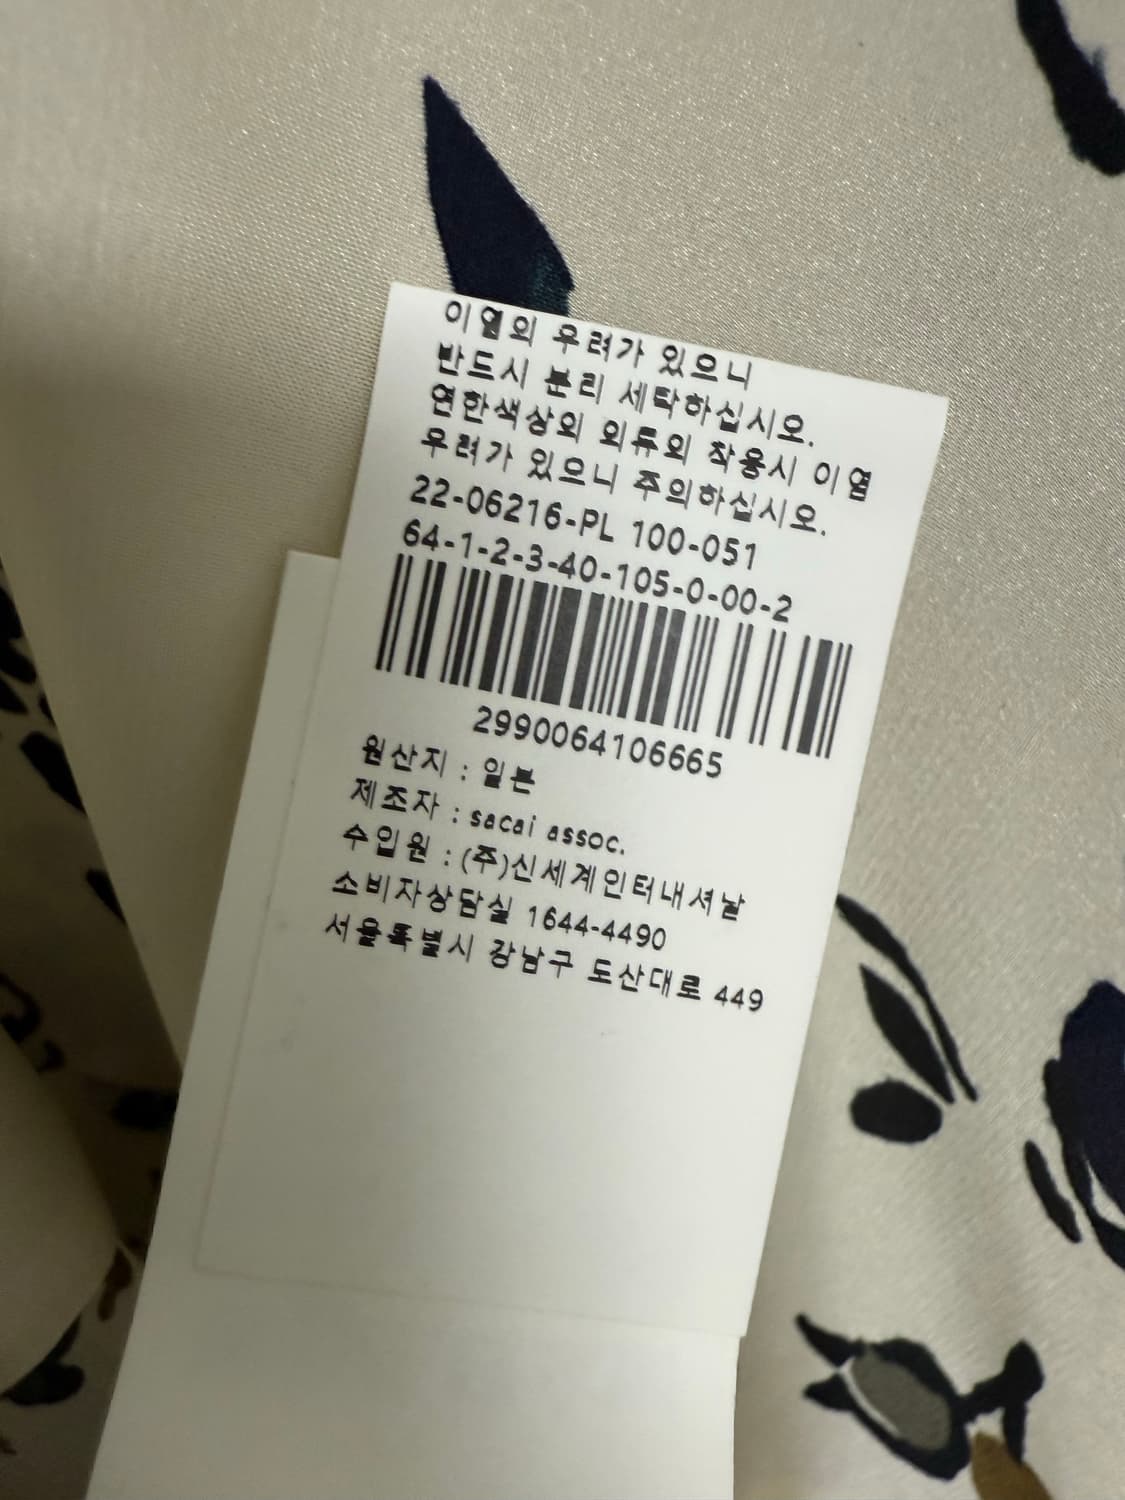 이염의 우려가 있으니
반드시 분리 세탁하십시오.
연한색상의 의류의 착용시 이염
우려가 있으니 주의하십시오.
22-06216-PL 100-051
64-1-2-3-40-105-0-00-2
2990064106665
원산지 : 일본
제조자 : sacai assoc.
수입원 : (주)신세계인터내셔날
소비자상담실 1644-4490
서울특별시 강남구 도산대로 449